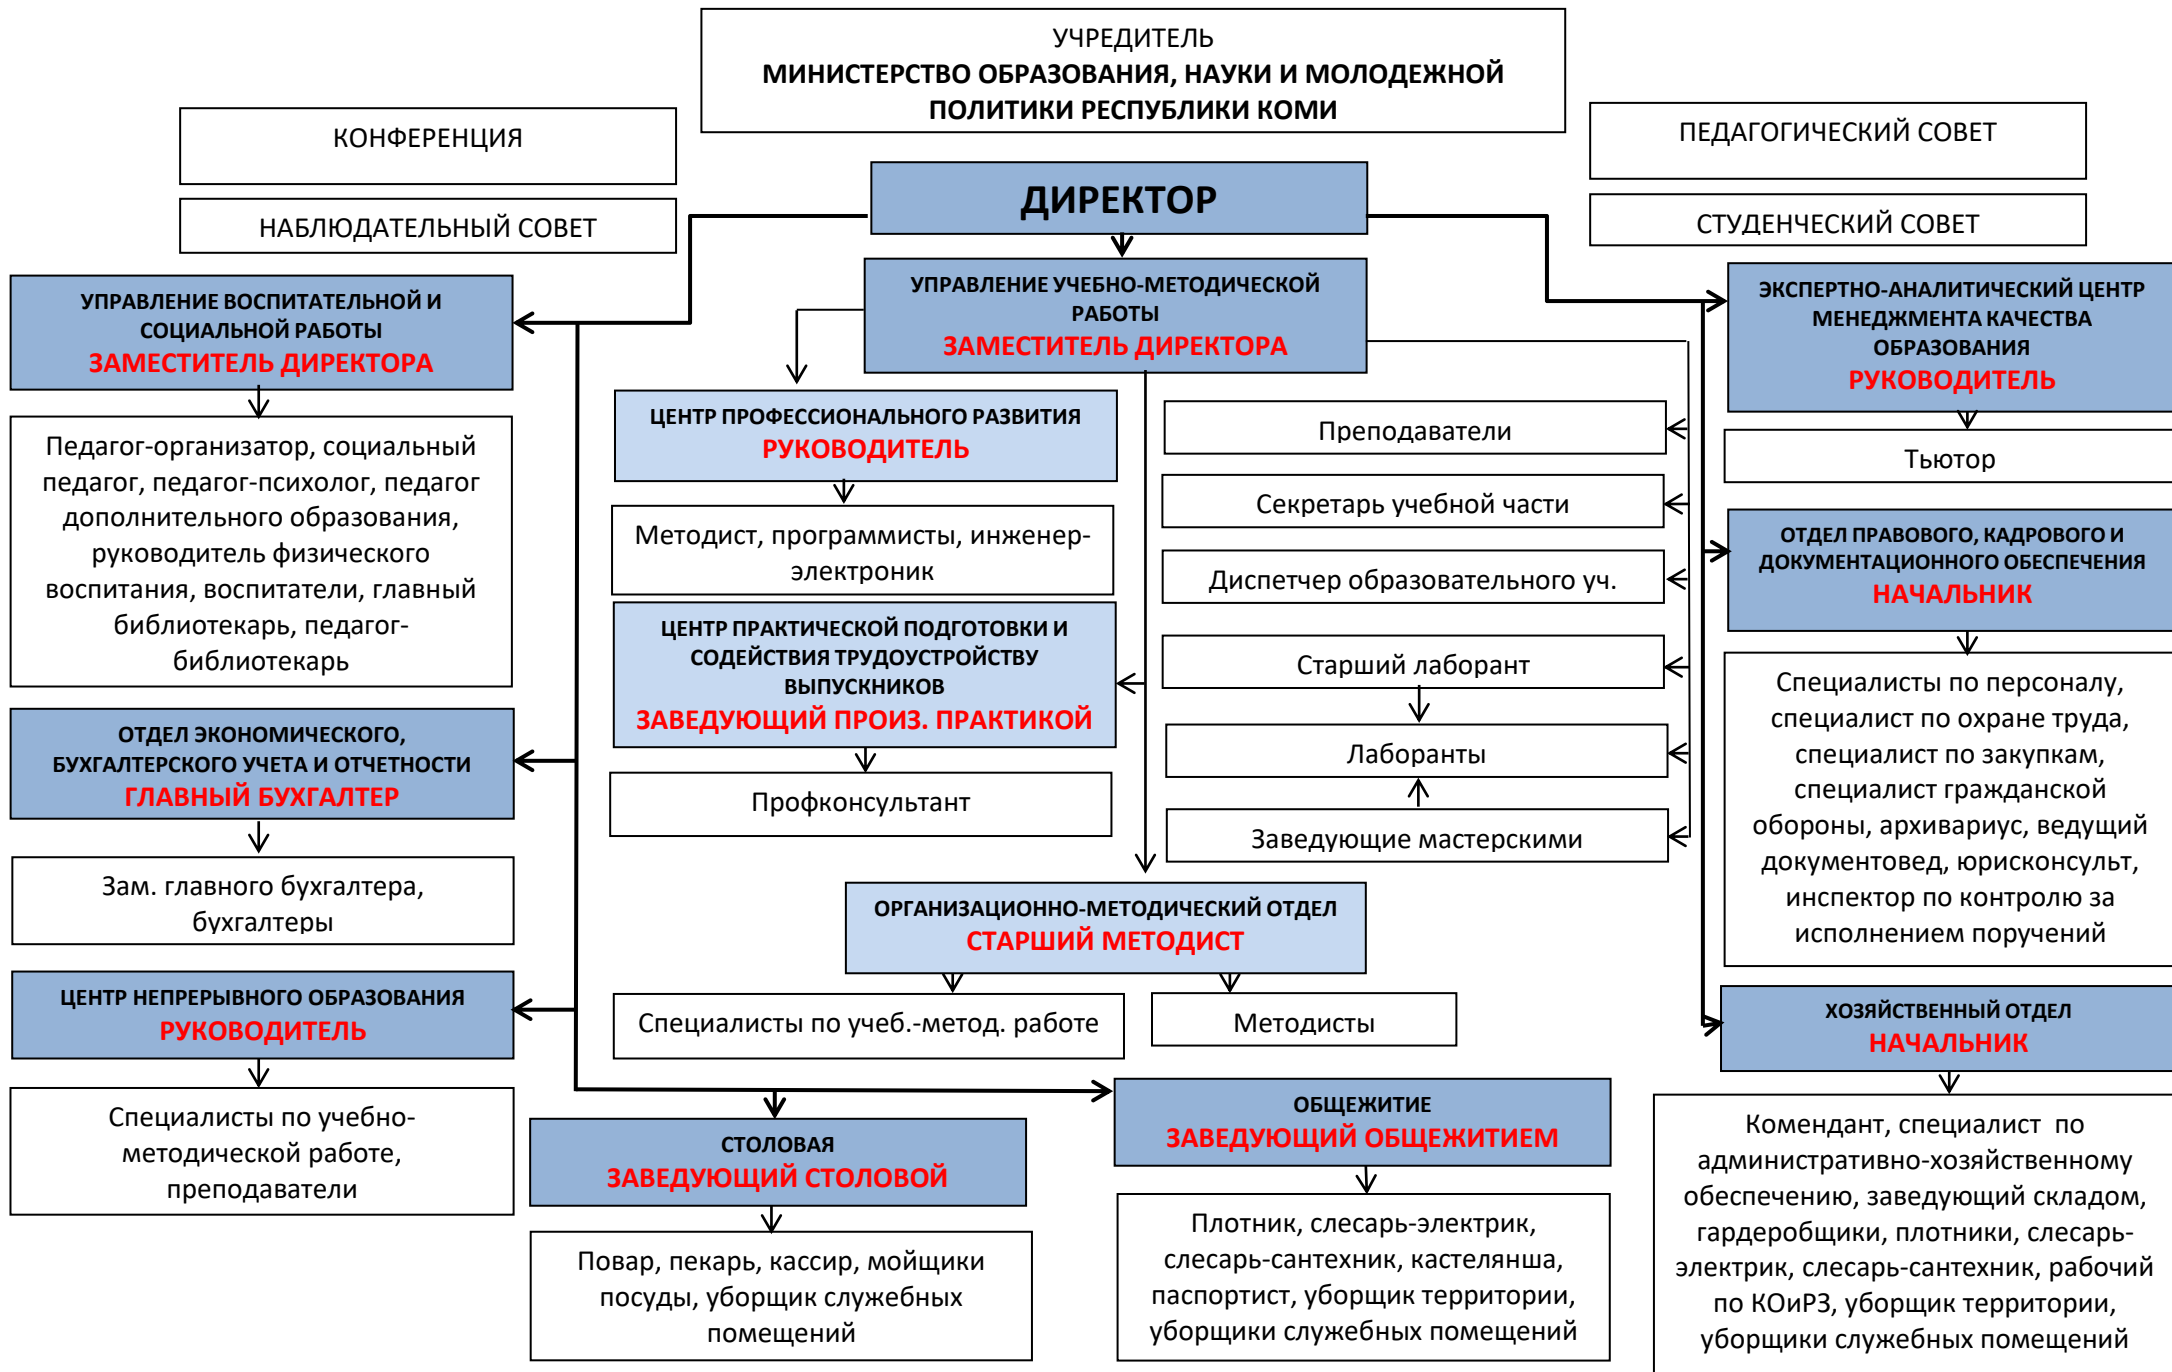 УЧРЕДИТЕЛЬ
МИНИСТЕРСТВО ОБРАЗОВАНИЯ, НАУКИ И МОЛОДЕЖНОЙ
ПОЛИТИКИ РЕСПУБЛИКИ КОМИ
КОНФЕРЕНЦИЯ
НАБЛЮДАТЕЛЬНЫЙ СОВЕТ
ПЕДАГОГИЧЕСКИЙ СОВЕТ
СТУДЕНЧЕСКИЙ СОВЕТ
ДИРЕКТОР
УПРАВЛЕНИЕ ВОСПИТАТЕЛЬНОЙ И
СОЦИАЛЬНОЙ РАБОТЫ
ЗАМЕСТИТЕЛЬ ДИРЕКТОРА
Педагог-организатор, социальный
педагог, педагог-психолог, педагог
дополнительного образования,
руководитель физического
воспитания, воспитатели, главный
библиотекарь, педагог-
библиотекарь
ОТДЕЛ ЭКОНОМИЧЕСКОГО,
БУХГАЛТЕРСКОГО УЧЕТА И ОТЧЕТНОСТИ
ГЛАВНЫЙ БУХГАЛТЕР
Зам. главного бухгалтера,
бухгалтеры
ЦЕНТР НЕПРЕРЫВНОГО ОБРАЗОВАНИЯ
РУКОВОДИТЕЛЬ
Специалисты по учебно-
методической работе,
преподаватели
УПРАВЛЕНИЕ УЧЕБНО-МЕТОДИЧЕСКОЙ
РАБОТЫ
ЗАМЕСТИТЕЛЬ ДИРЕКТОРА
ЦЕНТР ПРОФЕССИОНАЛЬНОГО РАЗВИТИЯ
РУКОВОДИТЕЛЬ
Методист, программисты, инженер-
электроник
ЦЕНТР ПРАКТИЧЕСКОЙ ПОДГОТОВКИ И
СОДЕЙСТВИЯ ТРУДОУСТРОЙСТВУ
ВЫПУСКНИКОВ
ЗАВЕДУЮЩИЙ ПРОИЗ. ПРАКТИКОЙ
Профконсультант
Преподаватели
Секретарь учебной части
Диспетчер образовательного уч.
Старший лаборант
Лаборанты
Заведующие мастерскими
ОРГАНИЗАЦИОННО-МЕТОДИЧЕСКИЙ ОТДЕЛ
СТАРШИЙ МЕТОДИСТ
Специалисты по учеб.-метод. работе
Методисты
СТОЛОВАЯ
ЗАВЕДУЮЩИЙ СТОЛОВОЙ
Повар, пекарь, кассир, мойщики
посуды, уборщик служебных
помещений
ОБЩЕЖИТИЕ
ЗАВЕДУЮЩИЙ ОБЩЕЖИТИЕМ
Плотник, слесарь-электрик,
слесарь-сантехник, кастелянша,
паспортист, уборщик территории,
уборщики служебных помещений
ЭКСПЕРТНО-АНАЛИТИЧЕСКИЙ ЦЕНТР
МЕНЕДЖМЕНТА КАЧЕСТВА
ОБРАЗОВАНИЯ
РУКОВОДИТЕЛЬ
Тьютор
ОТДЕЛ ПРАВОВОГО, КАДРОВОГО И
ДОКУМЕНТАЦИОННОГО ОБЕСПЕЧЕНИЯ
НАЧАЛЬНИК
Специалисты по персоналу,
специалист по охране труда,
специалист по закупкам,
специалист гражданской
обороны, архивариус, ведущий
документовед, юрисконсульт,
инспектор по контролю за
исполнением поручений
ХОЗЯЙСТВЕННЫЙ ОТДЕЛ
НАЧАЛЬНИК
Комендант, специалист по
административно-хозяйственному
обеспечению, заведующий складом,
гардеробщики, плотники, слесарь-
электрик, слесарь-сантехник, рабочий
по КОиРЗ, уборщик территории,
уборщики служебных помещений